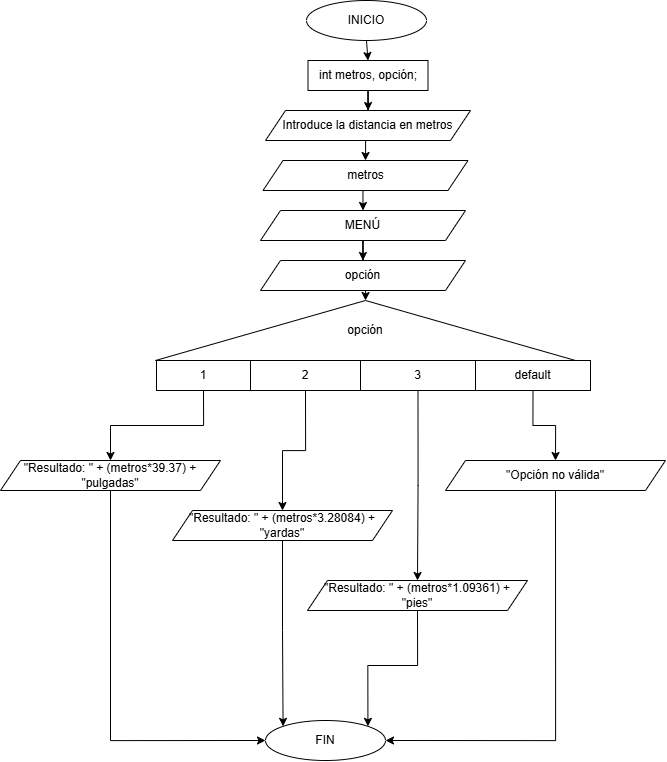 INICIO
int metros, opción;
Introduce la distancia en metros
metros
MENÚ
opción
opción
1
2
3
default
"Resultado: " + (metros*39.37) +
"pulgadas"
"Opción no válida"
"Resultado: " + (metros*3.28084) +
"yardas"
"Resultado: " + (metros*1.09361) +
"pies"
FIN